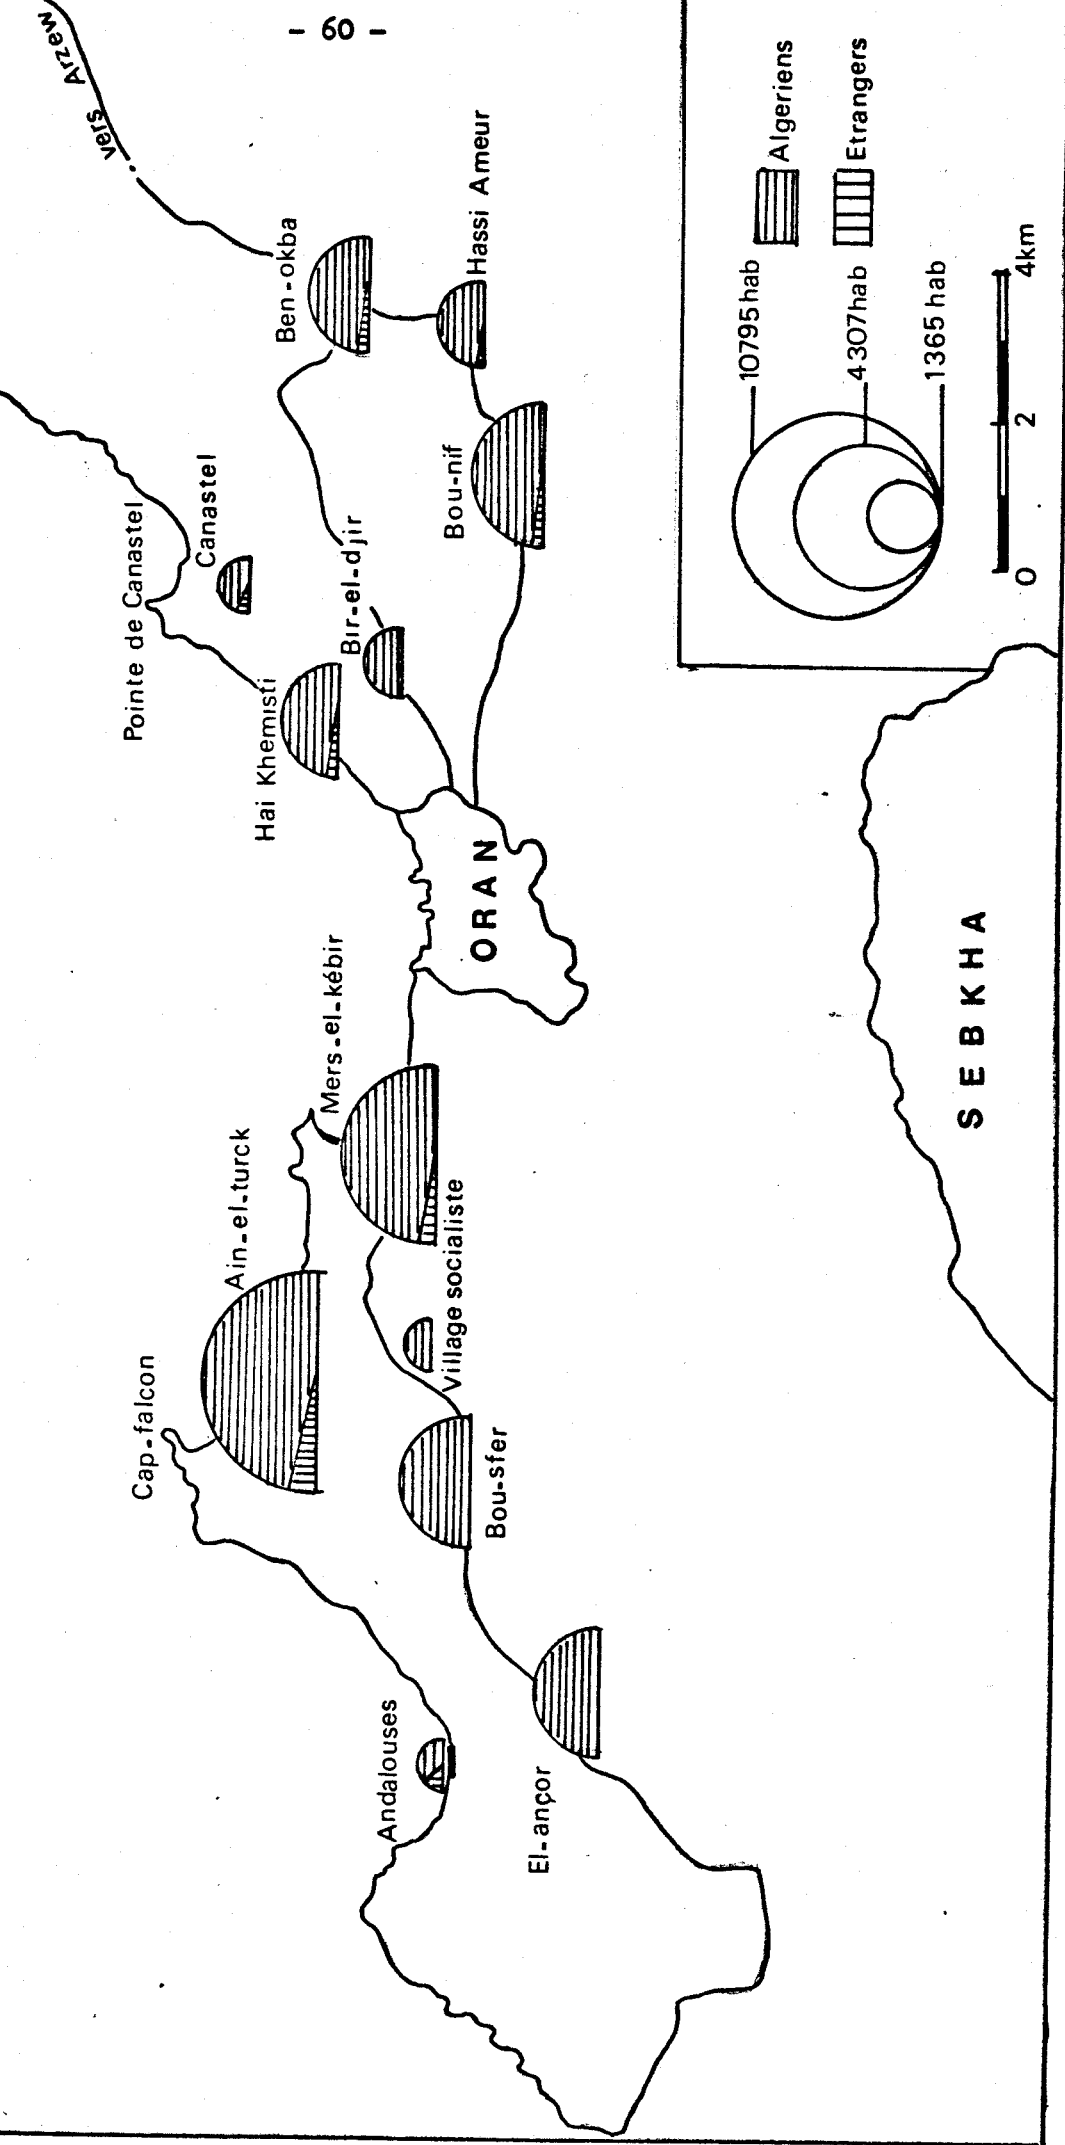 - 60 -
vers Arzew
Pointe de Canastel
Canastel
Ben-okba
Hassi Ameur
Bou-nif
Bir-el-djir
Hai Khemisti
ORAN
Mers-el-kébir
Ain-el-turck
Cap-falcon
Village socialiste
Bou-sfer
Andalouses
El-ançor
SEBKHA
10795 hab
4307 hab
1365 hab
Algeriens
Etrangers
0 2 4km